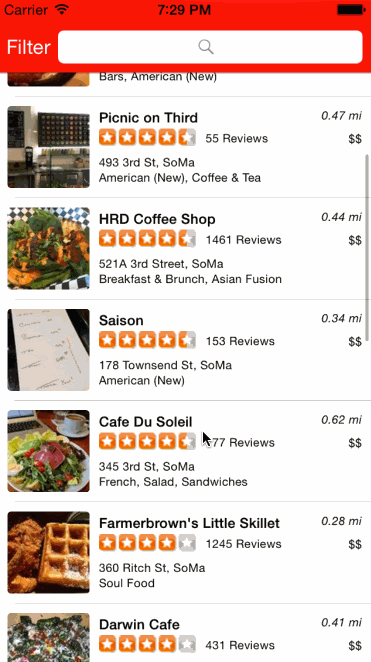 Carrier 7:29 PM
Filter
Bars, American (New)
Picnic on Third 0.47 mi
55 Reviews $$
493 3rd St, SoMa
American (New), Coffee & Tea
HRD Coffee Shop 0.44 mi
1461 Reviews $$
521A 3rd Street, SoMa
Breakfast & Brunch, Asian Fusion
Saison 0.34 mi
153 Reviews $$
178 Townsend St, SoMa
American (New)
Cafe Du Soleil 0.62 mi
77 Reviews $$
345 3rd St, SoMa
French, Salad, Sandwiches
Farmerbrown's Little Skillet 0.28 mi
1245 Reviews $$
360 Ritch St, SoMa
Soul Food
Darwin Cafe 0.41 mi
431 Reviews $$